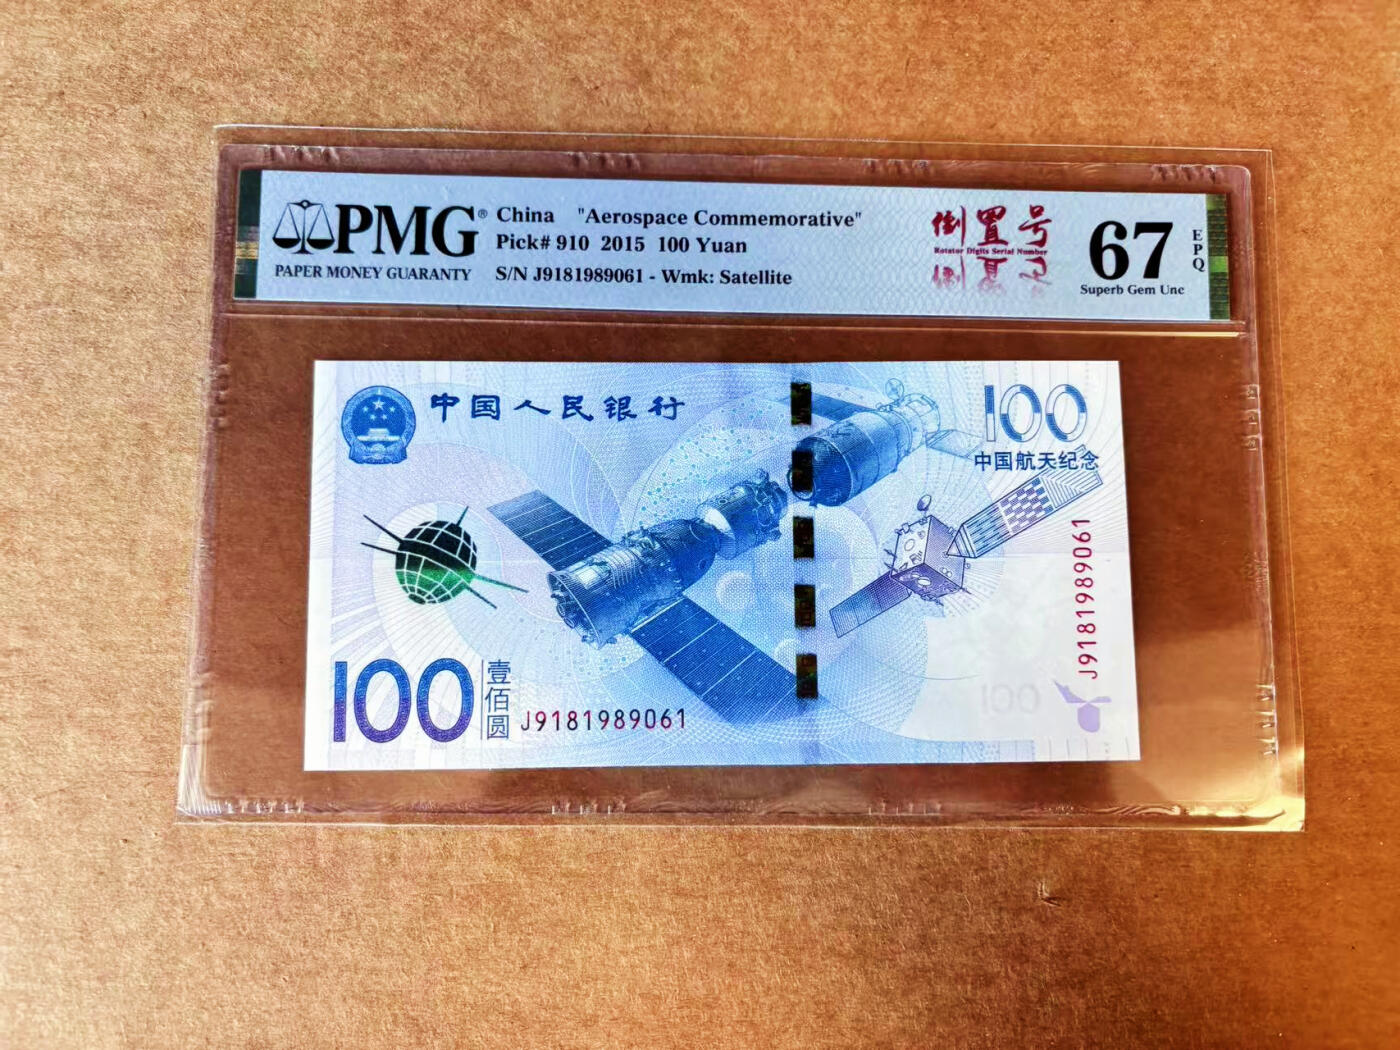 PMG®
PAPER MONEY GUARANTY
China "Aerospace Commemorative"
Pick# 910 2015 100 Yuan
S/N J9181989061 - Wmk: Satellite
倒置号
Rotator Digits Serial Number
67
EPQ
Superb Gem Unc
中国人民银行
100
中国航天纪念
J9181989061
100
壹佰圆
J9181989061
100